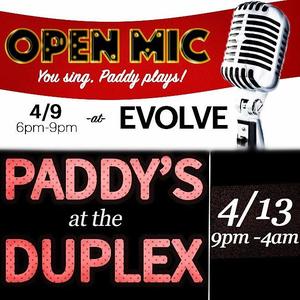 OPEN MIC
You sing, Paddy plays!
4/9
6pm-9pm
-at-
EVOLVE
PADDY'S
at the
DUPLEX
4/13
9pm -4am